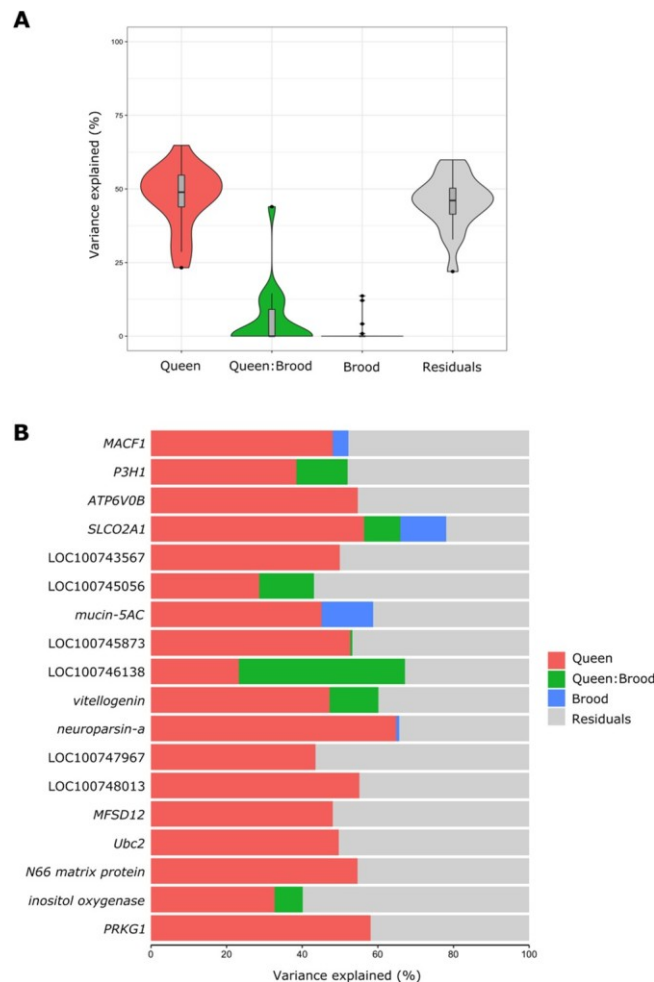 A
100
75
50
25
0
Variance explained (%)
Queen
Queen:Brood
Brood
Residuals
B
MACF1
P3H1
ATP6V0B
SLCO2A1
LOC100743567
LOC100745056
mucin-5AC
LOC100745873
LOC100746138
vitellogenin
neuroparsin-a
LOC100747967
LOC100748013
MFSD12
Ubc2
N66 matrix protein
inositol oxygenase
PRKG1
Queen
Queen:Brood
Brood
Residuals
0 20 40 60 80 100
Variance explained (%)